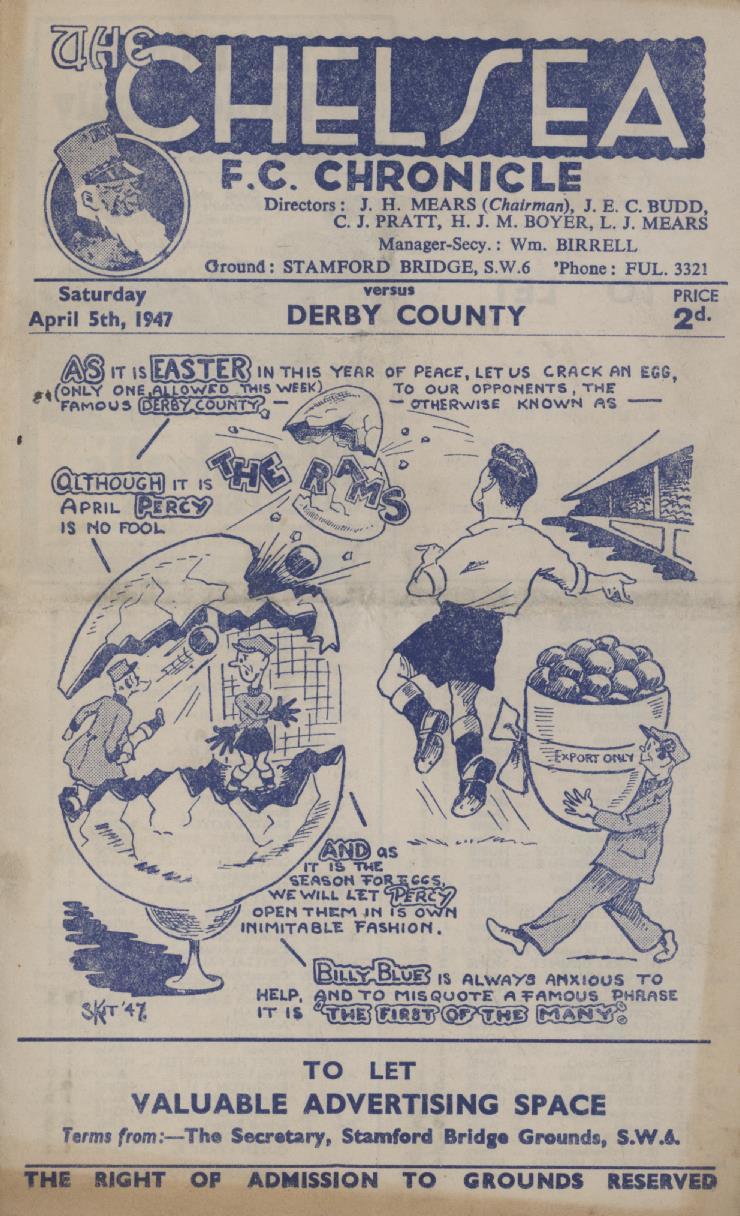 THE
CHELSEA
F.C. CHRONICLE
Directors: J. H. MEARS (Chairman), J. E. C. BUDD,
C. J. PRATT, H. J. M. BOYER, L. J. MEARS
Manager-Secy.: Wm. BIRRELL
Ground: STAMFORD BRIDGE, S.W.6 'Phone: FUL. 3321
Saturday
April 5th, 1947
versus
DERBY COUNTY
PRICE
2d.
AS IT IS EASTER IN THIS YEAR OF PEACE, LET US CRACK AN EGG,
(ONLY ONE ALLOWED THIS WEEK) TO OUR OPPONENTS, THE
FAMOUS DERBY COUNTY — OTHERWISE KNOWN AS —
THE RAMS
ALTHOUGH IT IS
APRIL PERCY
IS NO FOOL
EXPORT ONLY
AND AS
IT IS THE
SEASON FOR EGGS,
WE WILL LET PERCY
OPEN THEM IN IS OWN
INIMITABLE FASHION.
BILLY BLUE IS ALWAYS ANXIOUS TO
HELP, AND TO MISQUOTE A FAMOUS PHRASE
IT IS "THE FIRST OF THE MANY".
SKIT '47.
TO LET
VALUABLE ADVERTISING SPACE
Terms from:—The Secretary, Stamford Bridge Grounds, S.W.6.
THE RIGHT OF ADMISSION TO GROUNDS RESERVED